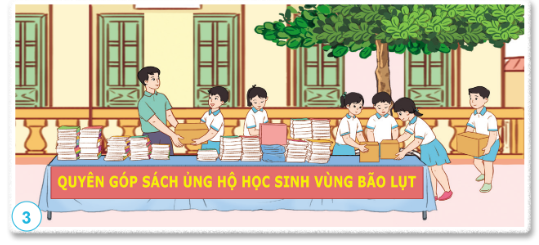 QUYÊN GÓP SÁCH ỦNG HỘ HỌC SINH VÙNG BÃO LỤT
3